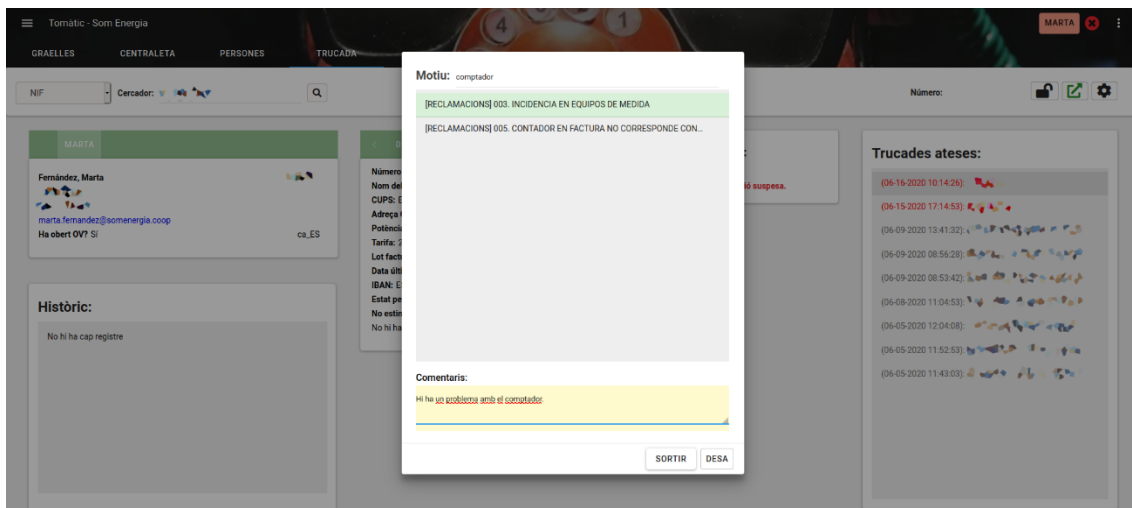 Tomàtic - Som Energia
MARTA
GRAELLES CENTRALETA PERSONES TRUCADA
NIF
Cercador:
Número:
Motiu: comptador
[RECLAMACIONS] 003. INCIDENCIA EN EQUIPOS DE MEDIDA
[RECLAMACIONS] 005. CONTADOR EN FACTURA NO CORRESPONDE CON...
Comentaris:
Hi ha un problema amb el comptador.
SORTIR DESA
MARTA
Fernández, Marta
marta.fernandez@somenergia.coop
Ha obert OV? Sí
ca_ES
Històric:
No hi ha cap registre
Número
Nom del
CUPS: E
Adreça
Potència
Tarifa: 2
Lot fact
Data últi
IBAN: E
Estat pe
No estin
No hi ha
ió suspesa.
Trucades ateses:
(06-16-2020 10:14:26):
(06-15-2020 17:14:53):
(06-09-2020 13:41:32):
(06-09-2020 08:56:28):
(06-09-2020 08:53:42):
(06-08-2020 11:04:53):
(06-05-2020 12:04:08):
(06-05-2020 11:52:53):
(06-05-2020 11:43:03):